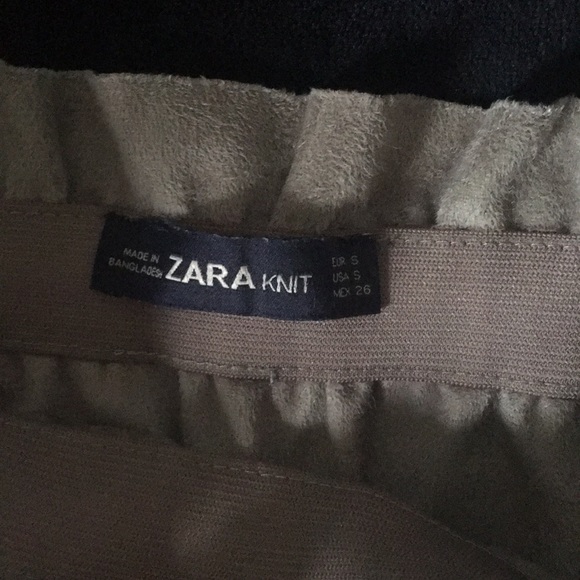 MADE IN
BANGLADESH
ZARA KNIT
EUR S
USA S
MEX 26